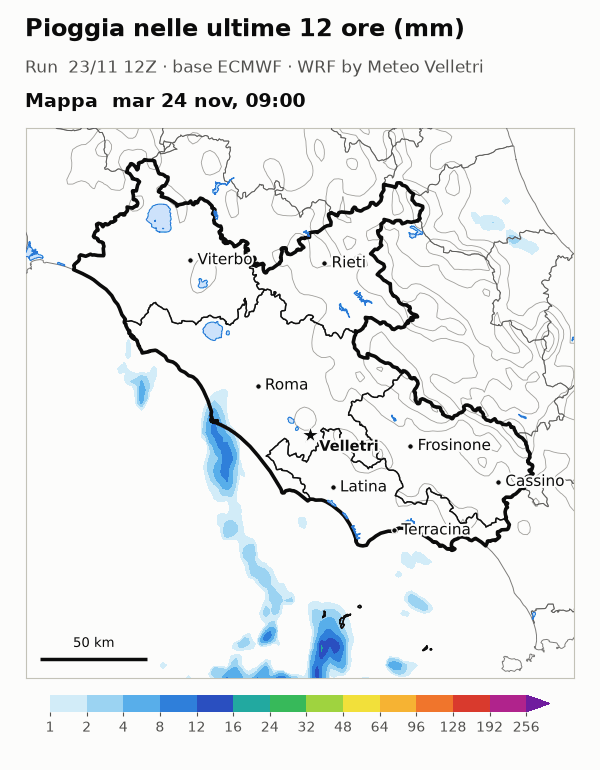 Pioggia nelle ultime 12 ore (mm)
Run  23/11 12Z · base ECMWF · WRF by Meteo Velletri
Mappa  mar 24 nov, 09:00
Viterbo
Rieti
Roma
Velletri
Frosinone
Latina
Cassino
Terracina
50 km
1 2 4 8 12 16 24 32 48 64 96 128 192 256